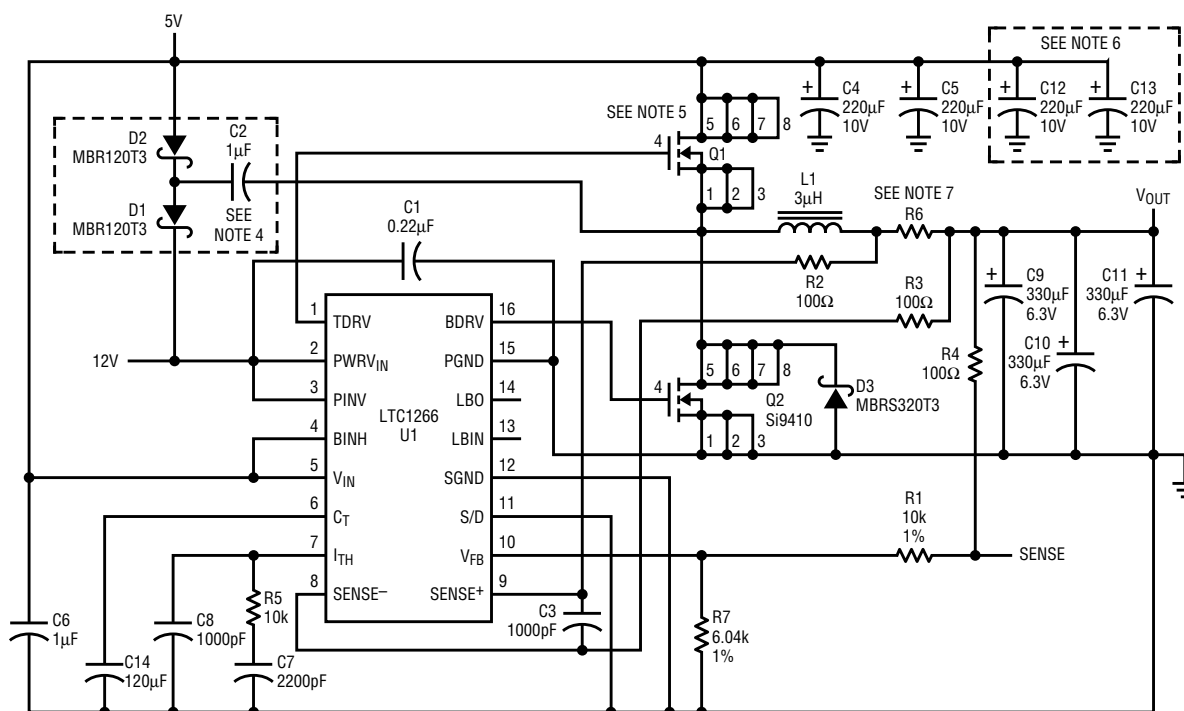 5V
SEE NOTE 6
SEE NOTE 5
5 6 7 8
4
Q1
1 2 3
+
C4
220µF
10V
+
C5
220µF
10V
+
C12
220µF
10V
+
C13
220µF
10V
D2
MBR120T3
C2
1µF
D1
MBR120T3
SEE
NOTE 4
C1
0.22µF
L1
3µH
SEE NOTE 7
R6
VOUT
R2
100Ω
R3
100Ω
R4
100Ω
+
C9
330µF
6.3V
C10
330µF
6.3V
+
C11
330µF
6.3V
+
12V
1 TDRV
2 PWRVIN
3 PINV
4 BINH
5 VIN
6 CT
7 ITH
8 SENSE–
LTC1266
U1
BDRV 16
PGND 15
LBO 14
LBIN 13
SGND 12
S/D 11
VFB 10
SENSE+ 9
5 6 7 8
4
Q2
Si9410
1 2 3
D3
MBRS320T3
R1
10k
1%
SENSE
C6
1µF
C14
120µF
C8
1000pF
R5
10k
C7
2200pF
C3
1000pF
R7
6.04k
1%